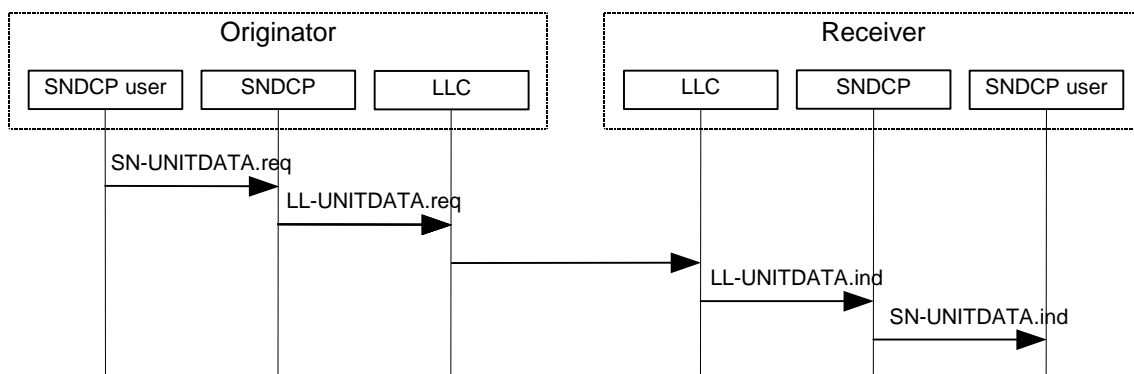 Originator
Receiver
SNDCP user
SNDCP
LLC
LLC
SNDCP
SNDCP user
SN-UNITDATA.req
LL-UNITDATA.req
LL-UNITDATA.ind
SN-UNITDATA.ind